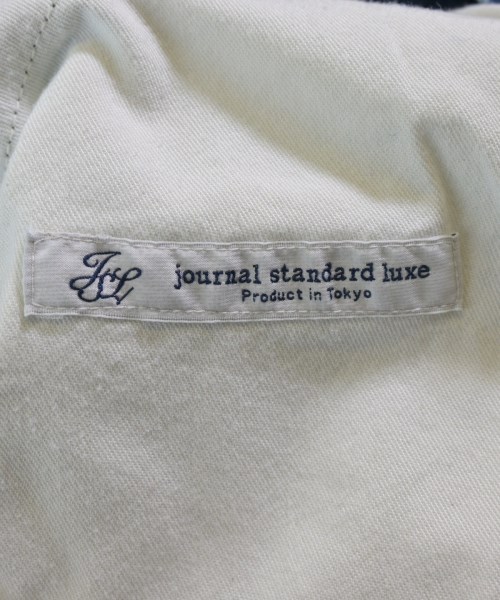 JSL journal standard luxe
Product in Tokyo